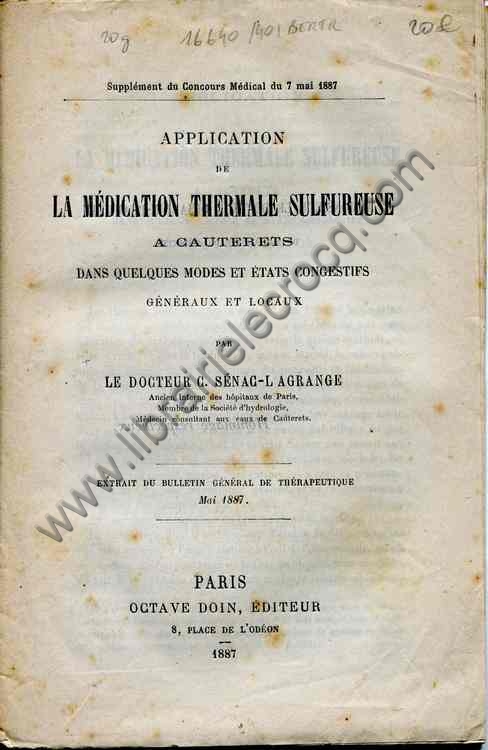 20g 16640
Supplément du Concours Médical du 7 mai 1887
APPLICATION
DE
LA MÉDICATION THERMALE SULFUREUSE
A CAUTERETS
DANS QUELQUES MODES ET ÉTATS CONGESTIFS
GÉNÉRAUX ET LOCAUX
PAR
LE DOCTEUR C. SÉNAC-LAGRANGE
Ancien interne des hôpitaux de Paris,
Membre de la Société d'hydrologie,
Médecin consultant aux eaux de Cauterets.
EXTRAIT DU BULLETIN GÉNÉRAL DE THÉRAPEUTIQUE
Mai 1887.
PARIS
OCTAVE DOIN, ÉDITEUR
8, PLACE DE L'ODÉON
1887
www.librairielecrocq.com